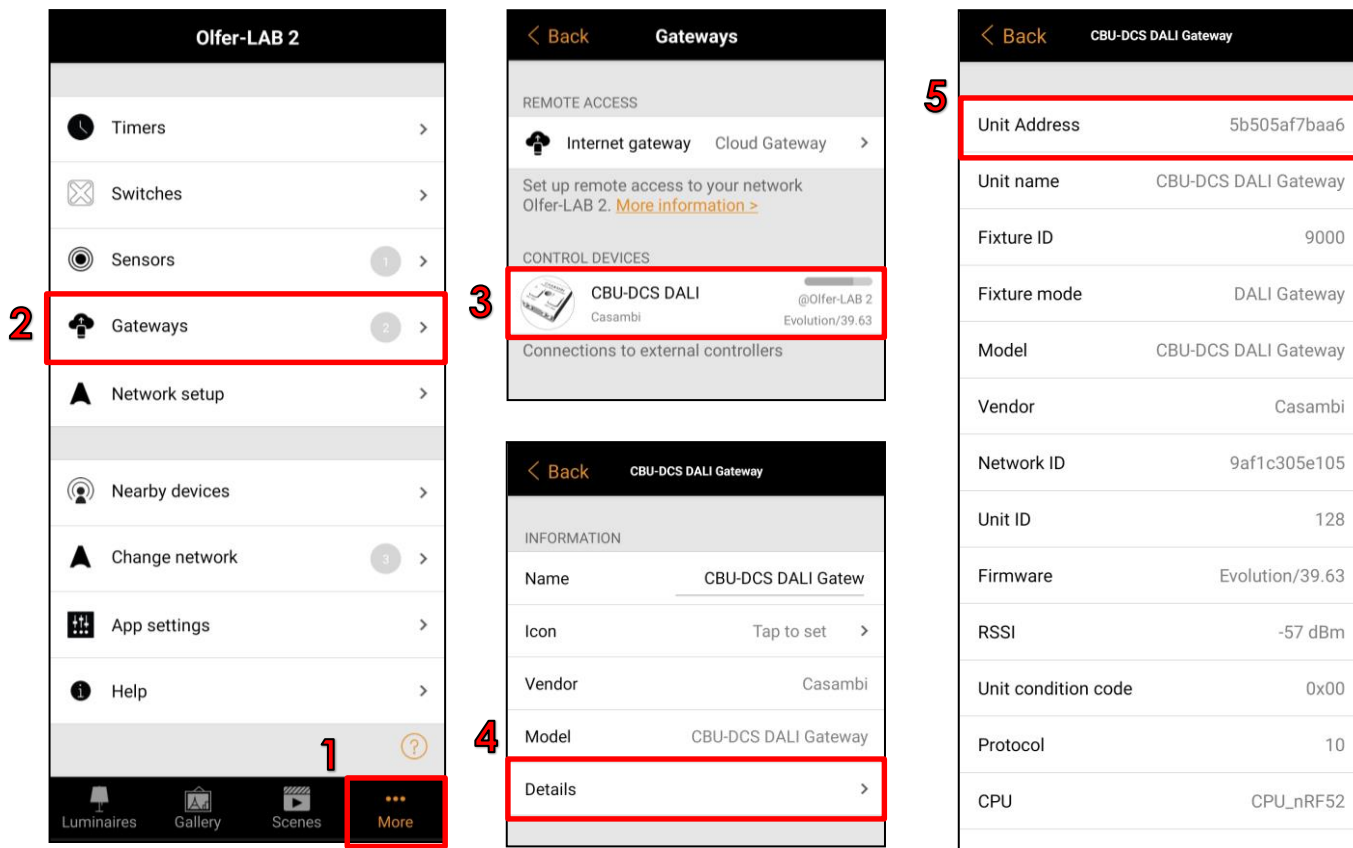 Olfer-LAB 2
Timers
Switches
Sensors 1
2
Gateways 2
Network setup
Nearby devices
Change network 3
App settings
i Help
?
1
Luminaires Gallery Scenes More
< Back Gateways
REMOTE ACCESS
Internet gateway Cloud Gateway >
Set up remote access to your network
Olfer-LAB 2. More information >
CONTROL DEVICES
3
CBU-DCS DALI @Olfer-LAB 2
Casambi Evolution/39.63
Connections to external controllers
< Back CBU-DCS DALI Gateway
INFORMATION
Name CBU-DCS DALI Gatew
Icon Tap to set >
Vendor Casambi
4
Model CBU-DCS DALI Gateway
Details >
< Back CBU-DCS DALI Gateway
5
Unit Address 5b505af7baa6
Unit name CBU-DCS DALI Gateway
Fixture ID 9000
Fixture mode DALI Gateway
Model CBU-DCS DALI Gateway
Vendor Casambi
Network ID 9af1c305e105
Unit ID 128
Firmware Evolution/39.63
RSSI -57 dBm
Unit condition code 0x00
Protocol 10
CPU CPU_nRF52